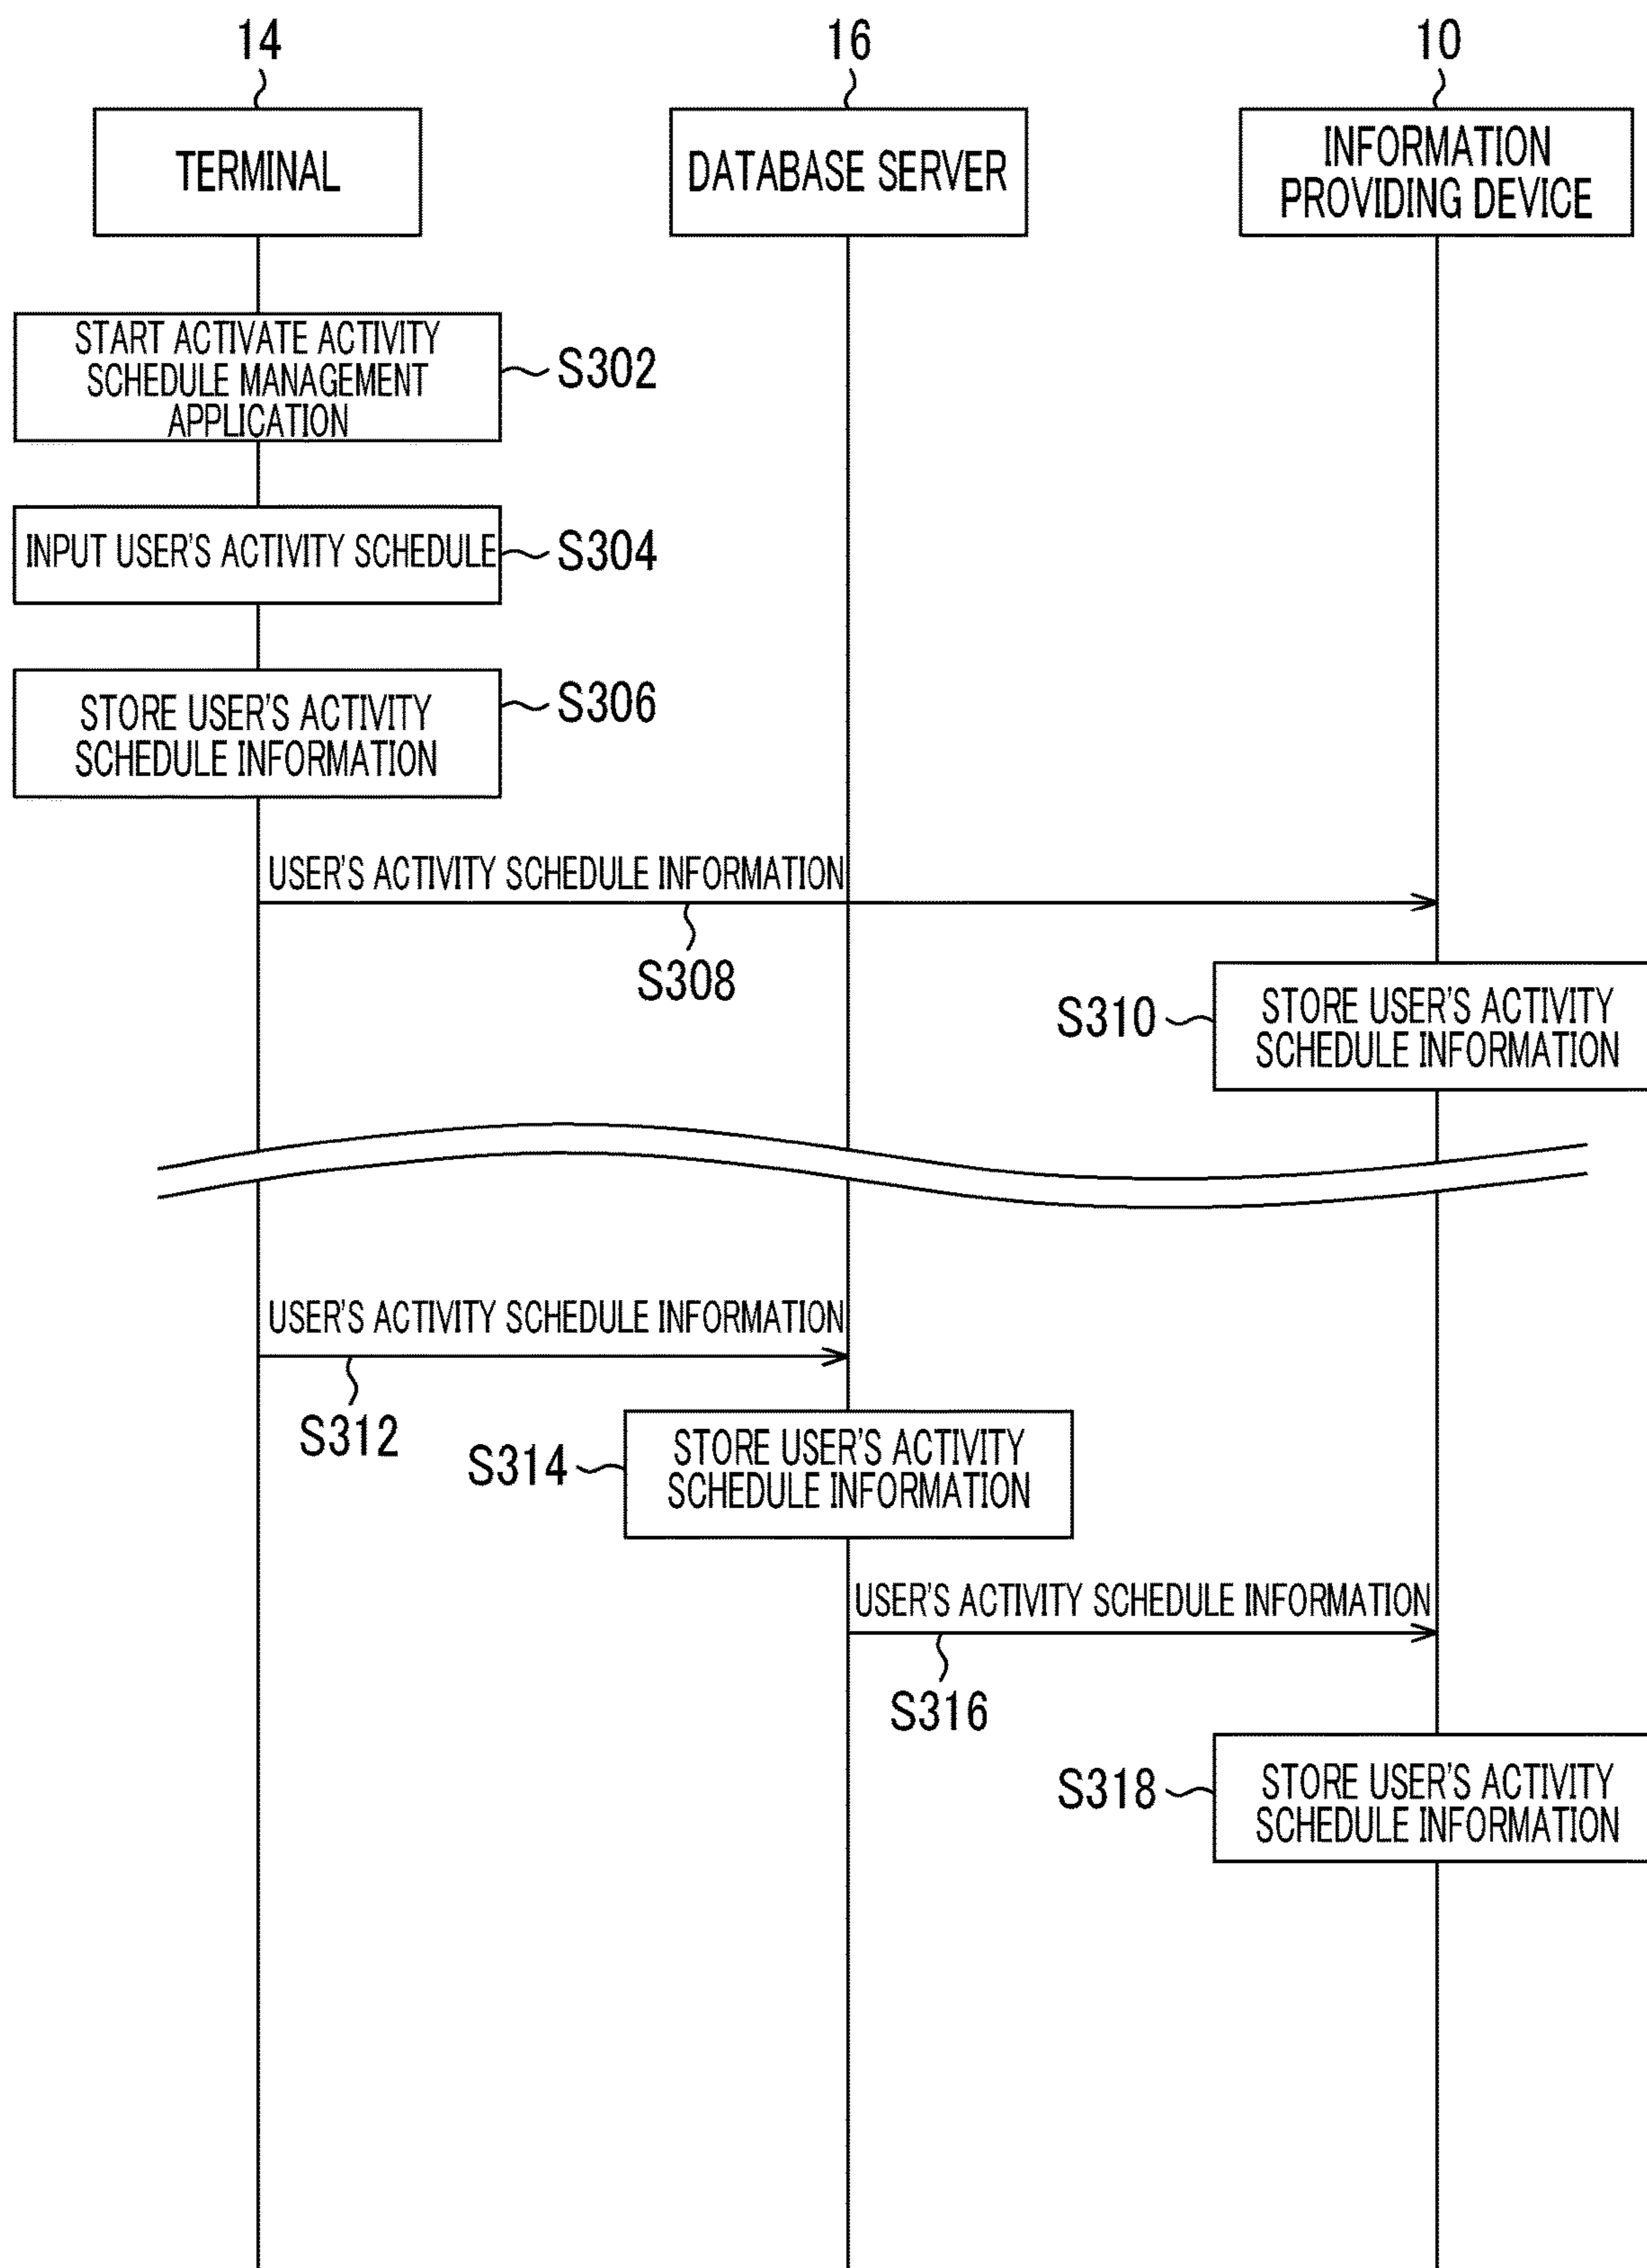 14
16
10
TERMINAL
DATABASE SERVER
INFORMATION
PROVIDING DEVICE
START ACTIVATE ACTIVITY
SCHEDULE MANAGEMENT
APPLICATION
S302
INPUT USER'S ACTIVITY SCHEDULE
S304
STORE USER'S ACTIVITY
SCHEDULE INFORMATION
S306
USER'S ACTIVITY SCHEDULE INFORMATION
S308
S310
STORE USER'S ACTIVITY
SCHEDULE INFORMATION
USER'S ACTIVITY SCHEDULE INFORMATION
S312
S314
STORE USER'S ACTIVITY
SCHEDULE INFORMATION
USER'S ACTIVITY SCHEDULE INFORMATION
S316
S318
STORE USER'S ACTIVITY
SCHEDULE INFORMATION